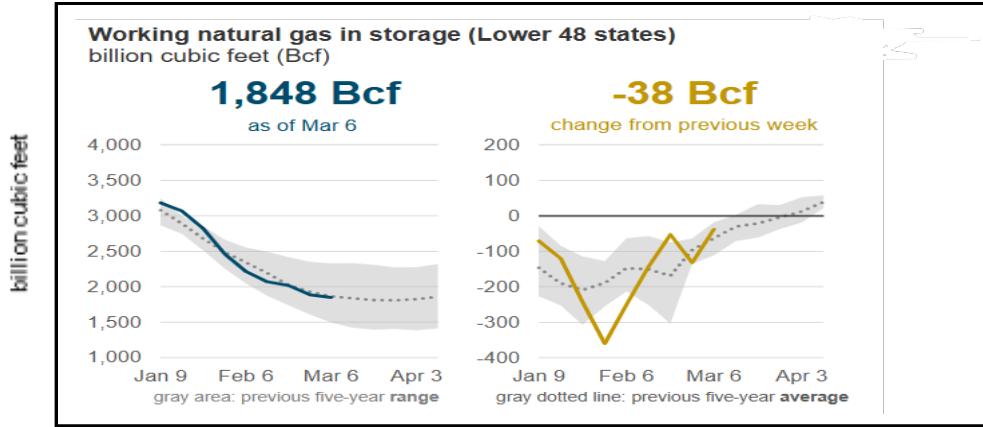 Working natural gas in storage (Lower 48 states)
billion cubic feet (Bcf)
1,848 Bcf
as of Mar 6
4,000
3,500
3,000
2,500
2,000
1,500
1,000
Jan 9 Feb 6 Mar 6 Apr 3
gray area: previous five-year range
-38 Bcf
change from previous week
200
100
0
-100
-200
-300
-400
Jan 9 Feb 6 Mar 6 Apr 3
gray dotted line: previous five-year average
billion cubic feet